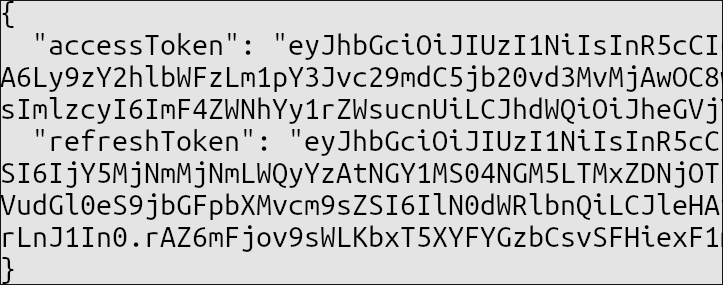 {
"accessToken": "eyJhbGciOiJIUzI1NiIsInR5cCI
A6Ly9zY2hlbWFzLm1pY3Jvc29mdC5jb20vd3MvMjAwOC8
sImlzcyI6ImF4ZWNhYy1rZWsucnUiLCJhdWQiOiJheGVj
"refreshToken": "eyJhbGciOiJIUzI1NiIsInR5cC
SI6IjY5MjNmMjNmLWQyYzAtNGY1MS04NGM5LTMxZDNjOT
VudGl0eS9jbGFpbXMvcm9sZSI6IlN0dWRlbnQiLCJleHA
rLnJ1In0.rAZ6mFjov9sWLKbxT5XYFYGzbCsvSFHiexF1
}